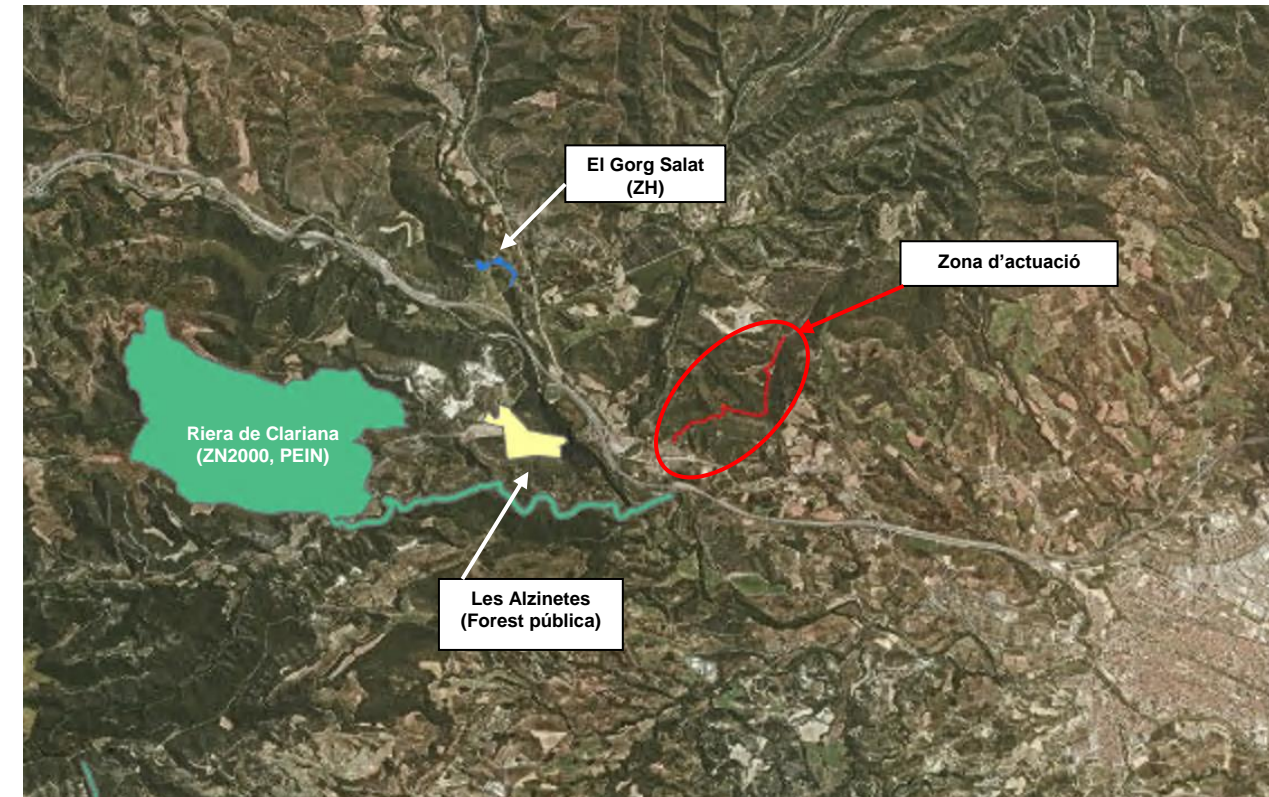 El Gorg Salat
(ZH)
Zona d'actuació
Riera de Clariana
(ZN2000, PEIN)
Les Alzinetes
(Forest pública)